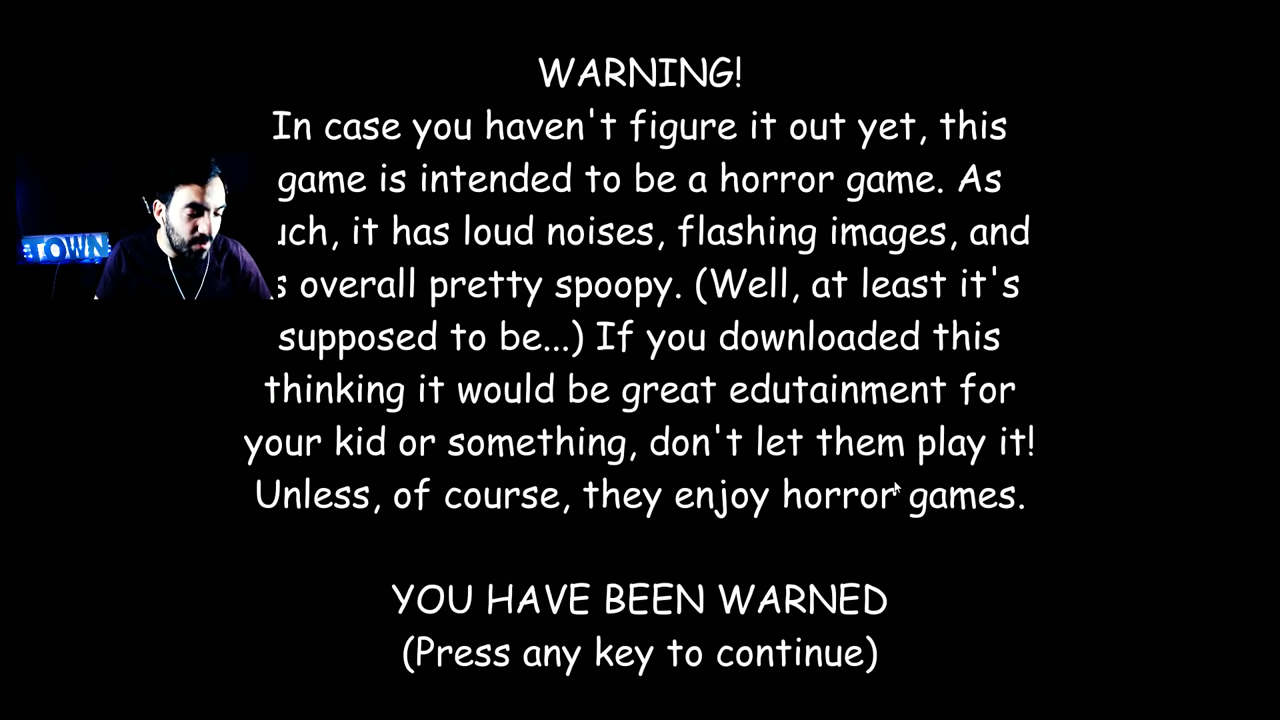 WARNING!
In case you haven't figure it out yet, this
game is intended to be a horror game. As
uch, it has loud noises, flashing images, and
s overall pretty spoopy. (Well, at least it's
supposed to be...) If you downloaded this
thinking it would be great edutainment for
your kid or something, don't let them play it!
Unless, of course, they enjoy horror games.
YOU HAVE BEEN WARNED
(Press any key to continue)
TOWN